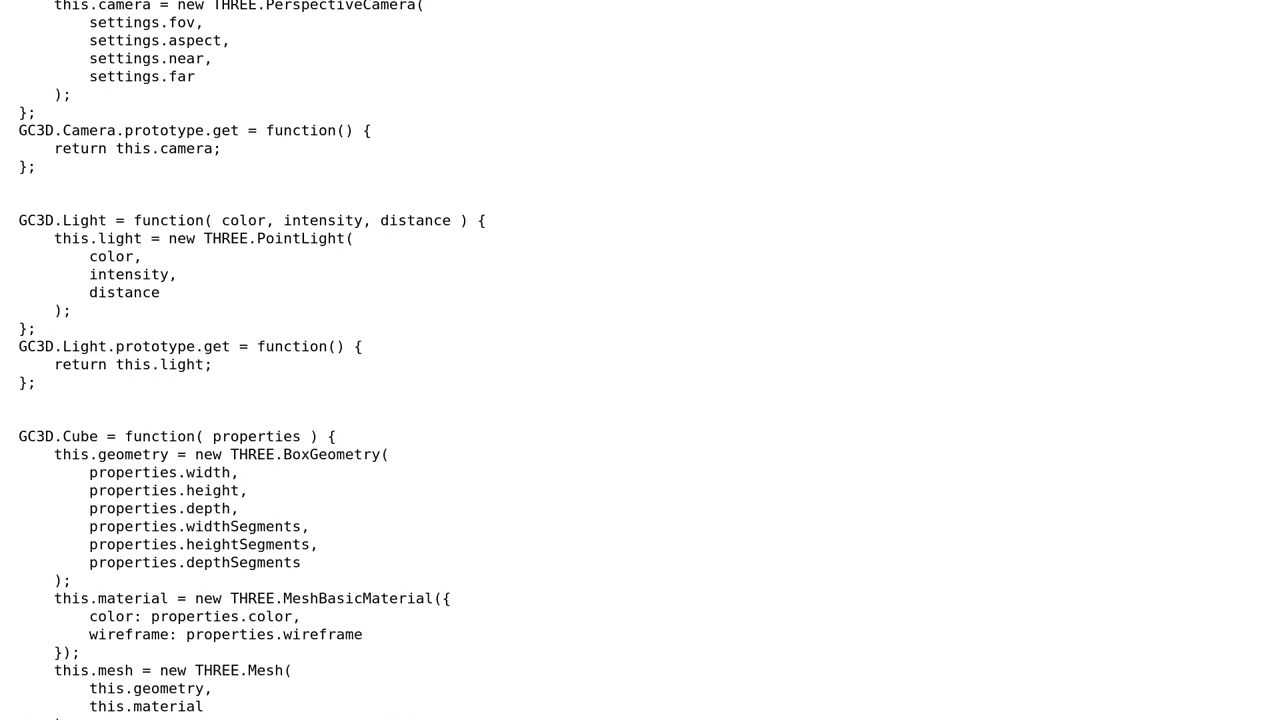 this.camera = new THREE.PerspectiveCamera(
        settings.fov,
        settings.aspect,
        settings.near,
        settings.far
    );
};
GC3D.Camera.prototype.get = function() {
    return this.camera;
};


GC3D.Light = function( color, intensity, distance ) {
    this.light = new THREE.PointLight(
        color,
        intensity,
        distance
    );
};
GC3D.Light.prototype.get = function() {
    return this.light;
};


GC3D.Cube = function( properties ) {
    this.geometry = new THREE.BoxGeometry(
        properties.width,
        properties.height,
        properties.depth,
        properties.widthSegments,
        properties.heightSegments,
        properties.depthSegments
    );
    this.material = new THREE.MeshBasicMaterial({
        color: properties.color,
        wireframe: properties.wireframe
    });
    this.mesh = new THREE.Mesh(
        this.geometry,
        this.material